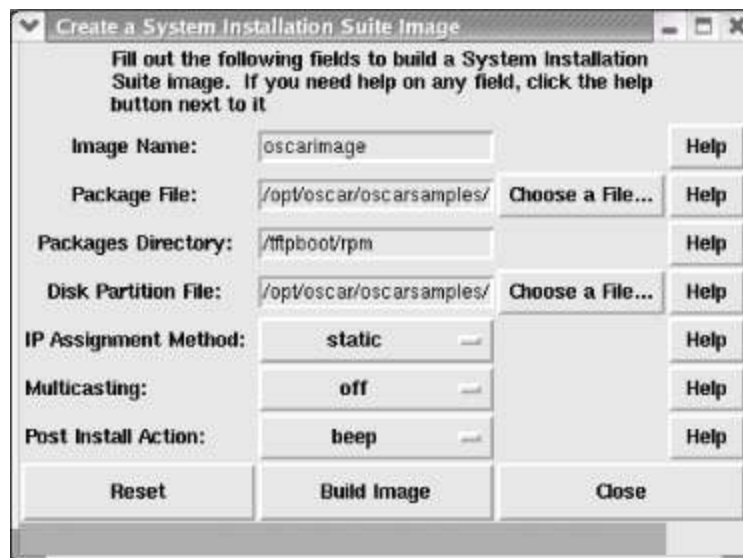 Create a System Installation Suite Image
Fill out the following fields to build a System Installation
Suite image. If you need help on any field, click the help
button next to it
Image Name: oscarimage Help
Package File: /opt/oscar/oscarsamples/ Choose a File... Help
Packages Directory: /tftpboot/rpm Help
Disk Partition File: /opt/oscar/oscarsamples/ Choose a File... Help
IP Assignment Method: static Help
Multicasting: off Help
Post Install Action: beep Help
Reset Build Image Close